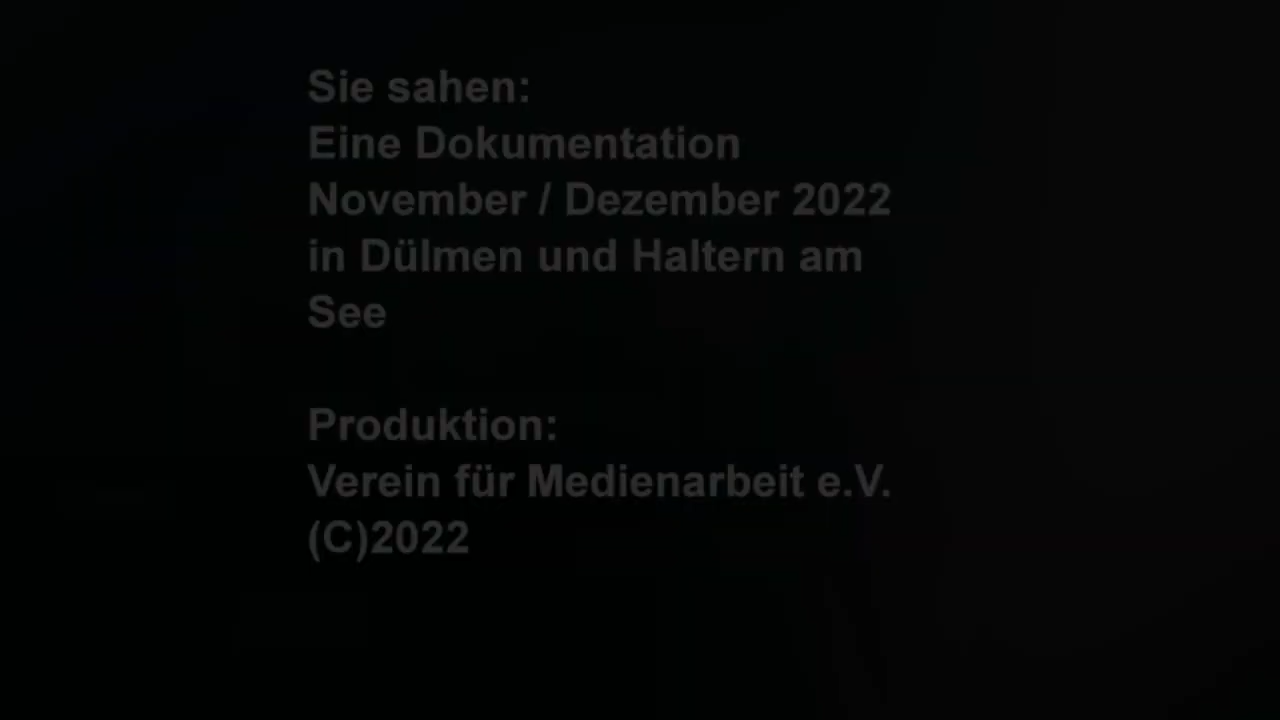 Sie sahen:
Eine Dokumentation
November / Dezember 2022
in Dülmen und Haltern am
See
Produktion:
Verein für Medienarbeit e.V.
(C)2022